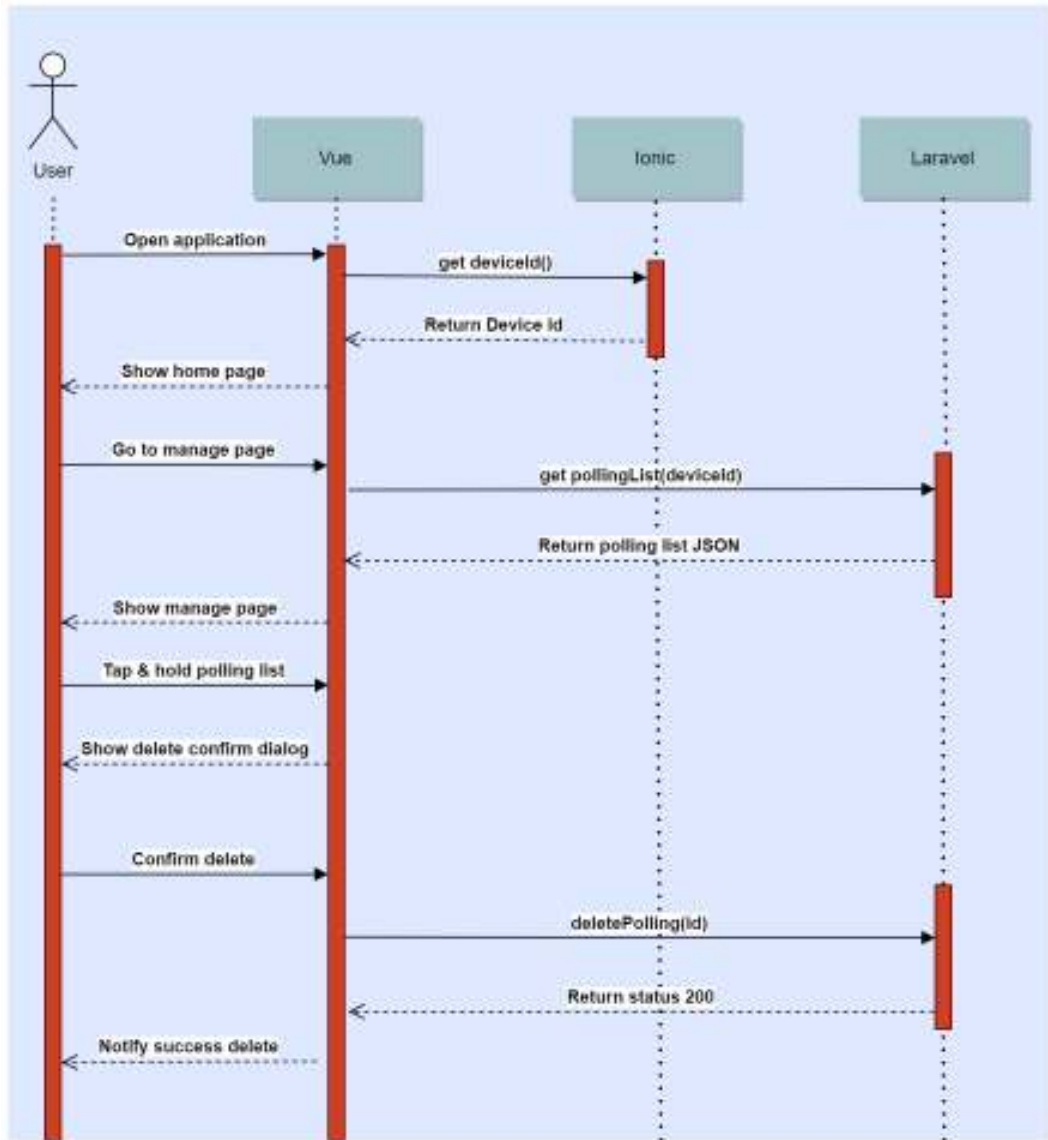 User
Vue
Ionic
Laravel
Open application
get deviceId()
Return Device id
Show home page
Go to manage page
get pollingList(deviceId)
Return polling list JSON
Show manage page
Tap & hold polling list
Show delete confirm dialog
Confirm delete
deletePolling(id)
Return status 200
Notify success delete